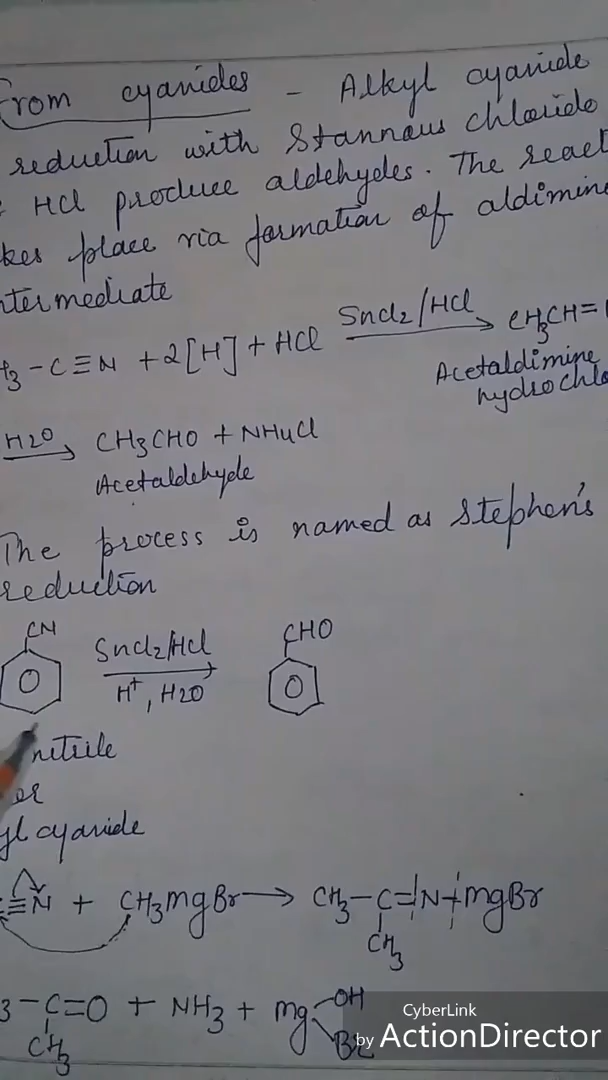 From cyanides - Alkyl cyanide
reduction with Stannous chloride
HCl produce aldehydes. The react
kes place via formation of aldimine
ntermediate
H3-C≡N + 2[H] + HCl SnCl2/HCl → CH3CH=
Acetaldimine
hydrochlo
H2O → CH3CHO + NH4Cl
Acetaldehyde
The process is named as Stephen's
reduction
CN SnCl2/HCl → CHO
H+, H2O
nitrile
or
yl cyanide
≡N + CH3MgBr → CH3-C=N-MgBr
CH3
3-C=O + NH3 + Mg OH
CH3 Br
CyberLink
by ActionDirector